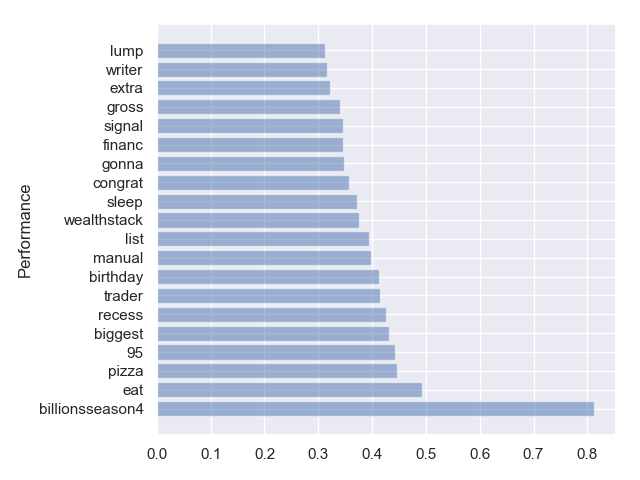 lump
writer
extra
gross
signal
financ
gonna
congrat
sleep
wealthstack
list
manual
birthday
trader
recess
biggest
95
pizza
eat
billionsseason4
Performance
0.0 0.1 0.2 0.3 0.4 0.5 0.6 0.7 0.8